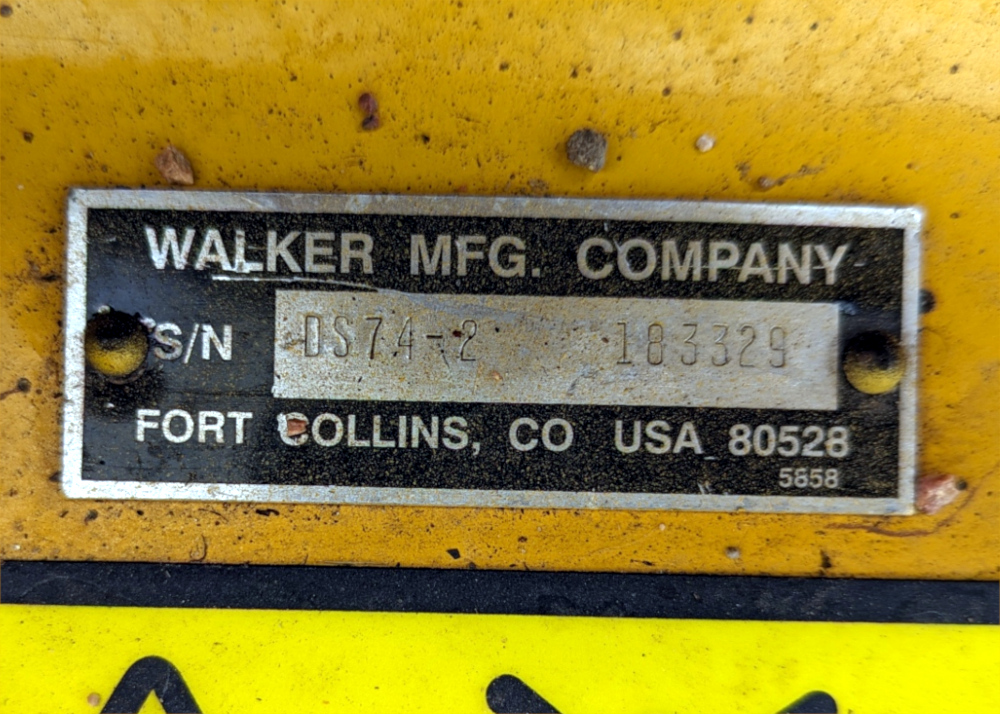 WALKER MFG. COMPANY
S/N DS74-2 183329
FORT COLLINS, CO USA 80528
5858